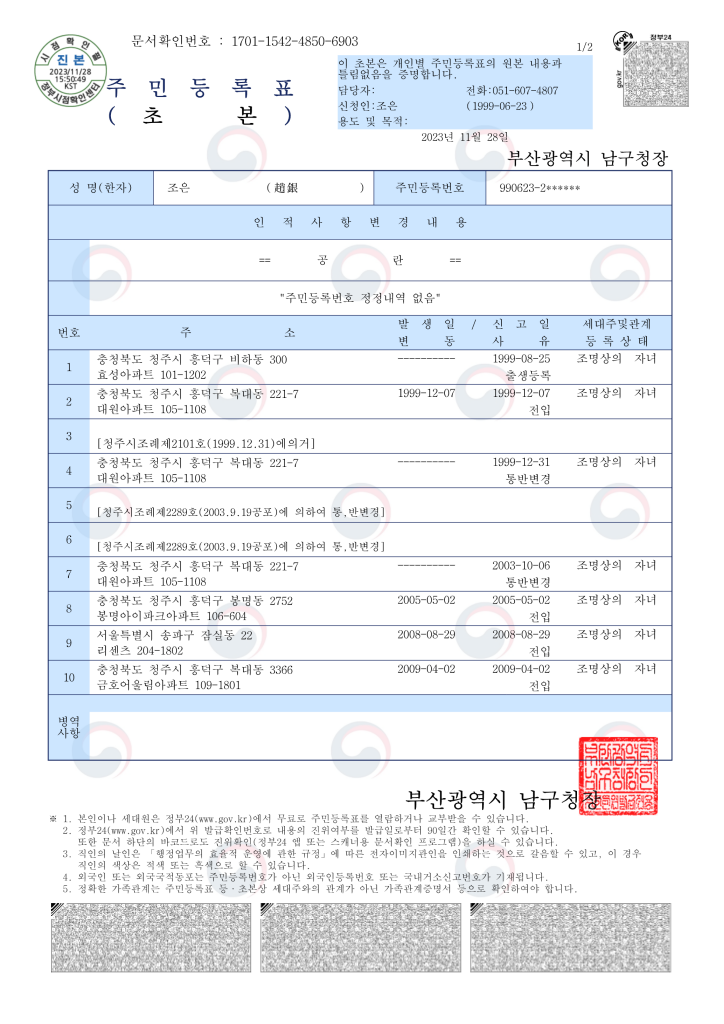 문서확인번호 : 1701-1542-4850-6903
1/2
시 점 확 인 필
진 본
2023/11/28
15:50:49
KST
정부시점확인센터
정부24
gov.kr
주 민 등 록 표
( 초 본 )
이 초본은 개인별 주민등록표의 원본 내용과
틀림없음을 증명합니다.
담당자: 전화:051-607-4807
신청인:조은 (1999-06-23 )
용도 및 목적:
2023년 11월 28일
부산광역시 남구청장
성 명(한자) 조은 (趙銀 ) 주민등록번호 990623-2******
인 적 사 항 변 경 내 용
== 공 란 ==
"주민등록번호 정정내역 없음"
번호 주 소 발 생 일 / 신 고 일 세대주및관계
변 동 사 유 등 록 상 태
1 충청북도 청주시 흥덕구 비하동 300 ---------- 1999-08-25 조명상의 자녀
효성아파트 101-1202 출생등록
2 충청북도 청주시 흥덕구 복대동 221-7 1999-12-07 1999-12-07 조명상의 자녀
대원아파트 105-1108 전입
3
[청주시조례제2101호(1999.12.31)에의거]
4 충청북도 청주시 흥덕구 복대동 221-7 ---------- 1999-12-31 조명상의 자녀
대원아파트 105-1108 통반변경
5
[청주시조례제2289호(2003.9.19공포)에 의하여 통,반변경]
6
[청주시조례제2289호(2003.9.19공포)에 의하여 통,반변경]
7 충청북도 청주시 흥덕구 복대동 221-7 ---------- 2003-10-06 조명상의 자녀
대원아파트 105-1108 통반변경
8 충청북도 청주시 흥덕구 봉명동 2752 2005-05-02 2005-05-02 조명상의 자녀
봉명아이파크아파트 106-604 전입
9 서울특별시 송파구 잠실동 22 2008-08-29 2008-08-29 조명상의 자녀
리센츠 204-1802 전입
10 충청북도 청주시 흥덕구 복대동 3366 2009-04-02 2009-04-02 조명상의 자녀
금호어울림아파트 109-1801 전입
병역
사항
부산광역시 남구청장
※ 1. 본인이나 세대원은 정부24(www.gov.kr)에서 무료로 주민등록표를 열람하거나 교부받을 수 있습니다.
2. 정부24(www.gov.kr)에서 위 발급확인번호로 내용의 진위여부를 발급일로부터 90일간 확인할 수 있습니다.
또한 문서 하단의 바코드로도 진위확인(정부24 앱 또는 스캐너용 문서확인 프로그램)을 하실 수 있습니다.
3. 직인의 날인은 「행정업무의 효율적 운영에 관한 규정」에 따른 전자이미지관인을 인쇄하는 것으로 갈음할 수 있고, 이 경우
직인의 색상은 적색 또는 흑색으로 할 수 있습니다.
4. 외국인 또는 외국국적동포는 주민등록번호가 아닌 외국인등록번호 또는 국내거소신고번호가 기재됩니다.
5. 정확한 가족관계는 주민등록표 등·초본상 세대주와의 관계가 아닌 가족관계증명서 등으로 확인하여야 합니다.